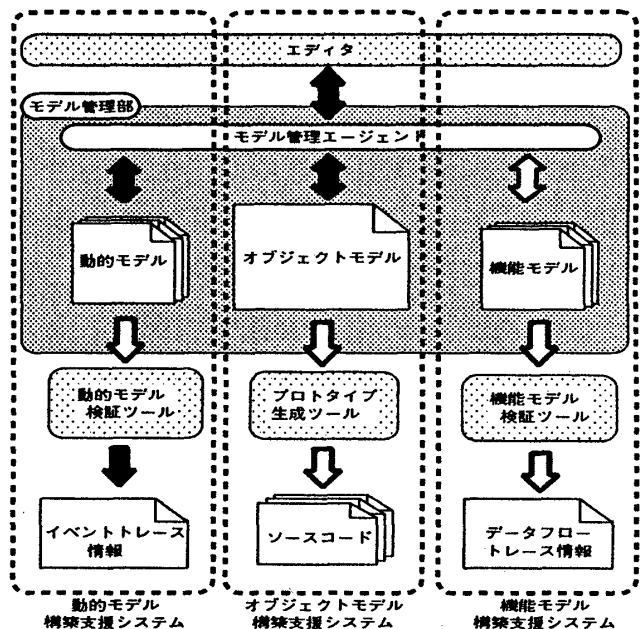 エディタ
モデル管理部
モデル管理エージェント
動的モデル
オブジェクトモデル
機能モデル
動的モデル
検証ツール
プロトタイプ
生成ツール
機能モデル
検証ツール
イベントトレース
情報
ソースコード
データフロー
トレース情報
動的モデル
構築支援システム
オブジェクトモデル
構築支援システム
機能モデル
構築支援システム